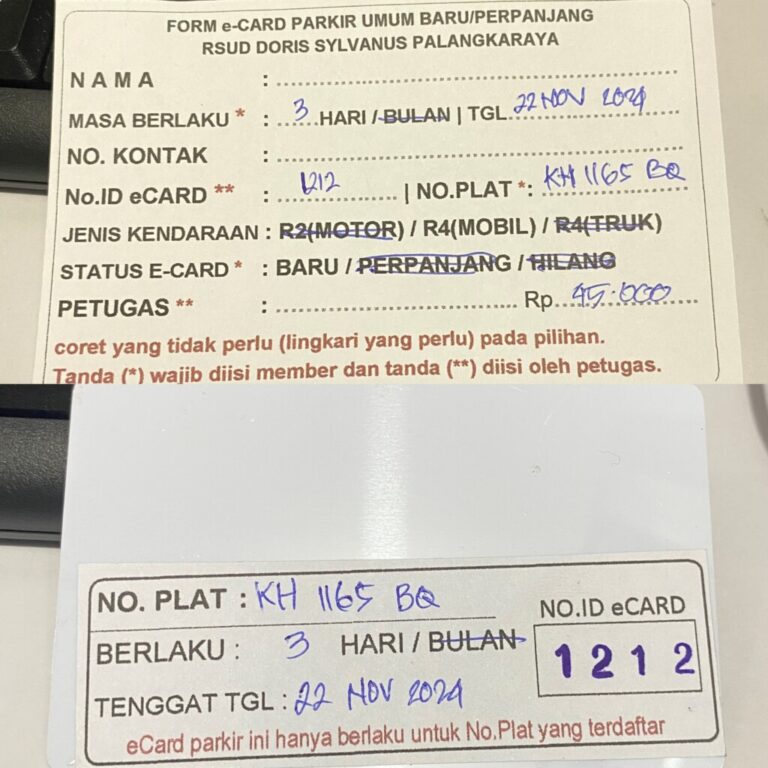 FORM e-CARD PARKIR UMUM BARU/PERPANJANG
RSUD DORIS SYLVANUS PALANGKARAYA
NAMA : ................................................
MASA BERLAKU * : 3 HARI / BULAN | TGL. 22 NOV 2024
NO. KONTAK : ................................................
No.ID eCARD ** : 1212 | NO.PLAT *: KH 1165 BQ
JENIS KENDARAAN : R2(MOTOR) / R4(MOBIL) / R4(TRUK)
STATUS E-CARD * : BARU / PERPANJANG / HILANG
PETUGAS ** : ................................ Rp. 45.000
coret yang tidak perlu (lingkari yang perlu) pada pilihan.
Tanda (*) wajib diisi member dan tanda (**) diisi oleh petugas.
NO. PLAT : KH 1165 BQ
BERLAKU : 3 HARI / BULAN
TENGGAT TGL : 22 NOV 2024
NO.ID eCARD
1212
eCard parkir ini hanya berlaku untuk No.Plat yang terdaftar